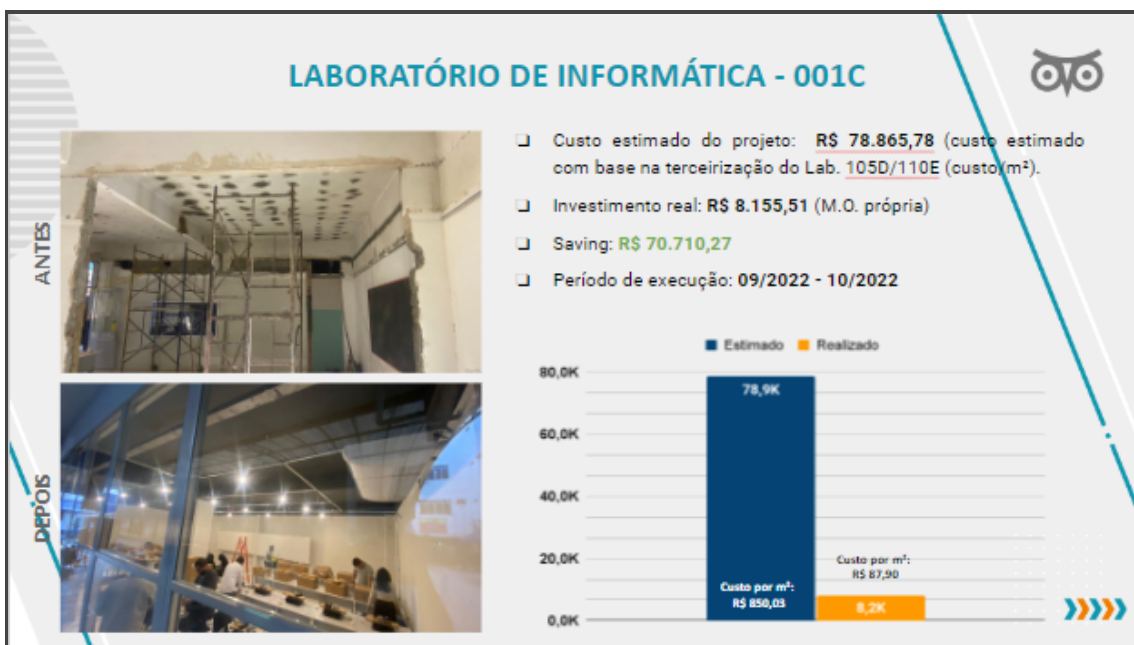 LABORATÓRIO DE INFORMÁTICA - 001C
ANTES
DEPOIS
❏ Custo estimado do projeto: R$ 78.865,78 (custo estimado
com base na terceirização do Lab. 105D/110E (custo/m²).
❏ Investimento real: R$ 8.155,51 (M.O. própria)
❏ Saving: R$ 70.710,27
❏ Período de execução: 09/2022 - 10/2022
Estimado Realizado
80,0K
60,0K
40,0K
20,0K
0,0K
78,9K
Custo por m²:
R$ 850,03
Custo por m²:
R$ 87,90
8,2K